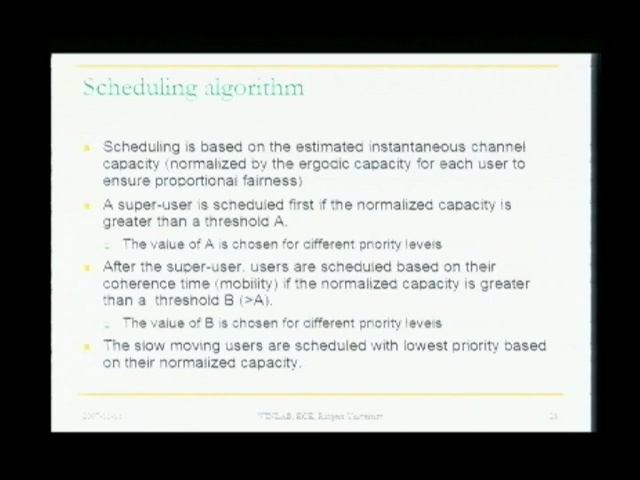 Scheduling algorithm
Scheduling is based on the estimated instantaneous channel
capacity (normalized by the ergodic capacity for each user to
ensure proportional fairness)
A super-user is scheduled first if the normalized capacity is
greater than a threshold A.
The value of A is chosen for different priority levels
After the super-user, users are scheduled based on their
coherence time (mobility) if the normalized capacity is greater
than a threshold B (>A).
The value of B is chosen for different priority levels
The slow moving users are scheduled with lowest priority based
on their normalized capacity.
WINLAB, ECE, Rutgers University